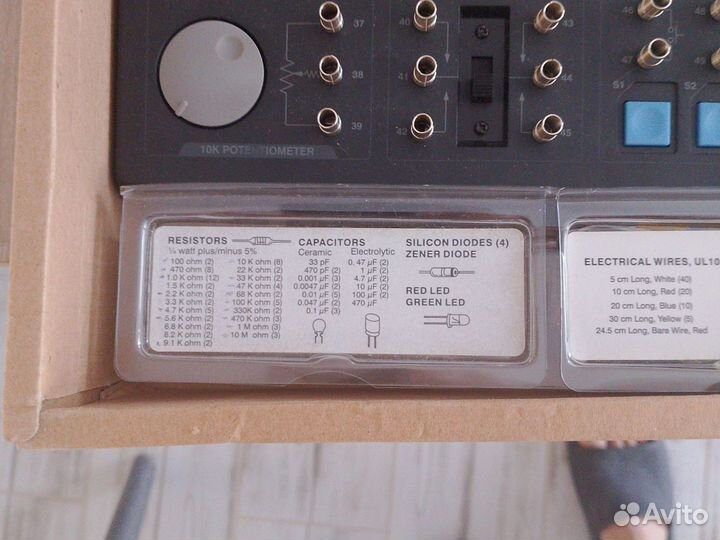 37
40
43
46
38
41
44
47
48
39
42
45
S1
S2
10K POTENTIOMETER
RESISTORS
¼ watt plus/minus 5%
100 ohm (2)
470 ohm (8)
1.0 K ohm (12)
1.5 K ohm (2)
2.2 K ohm (2)
3.3 K ohm (2)
4.7 K ohm (5)
5.6 K ohm (2)
6.8 K ohm (2)
8.2 K ohm (2)
9.1 K ohm (2)
10 K ohm (8)
22 K ohm (2)
33 K ohm (2)
47 K ohm (4)
68 K ohm (2)
100 K ohm (5)
330K ohm (2)
470 K ohm (3)
1 M ohm (3)
10 M ohm (3)
CAPACITORS
Ceramic
33 pF
470 pF (2)
0.001 µF (3)
0.0047 µF (2)
0.01 µF (5)
0.047 µF (2)
0.1 µF (3)
Electrolytic
0.47 µF (2)
1 µF (2)
4.7 µF (2)
10 µF (2)
100 µF (2)
470 µF
SILICON DIODES (4)
ZENER DIODE
RED LED
GREEN LED
ELECTRICAL WIRES, UL10
5 cm Long, White (40)
10 cm Long, Red (20)
20 cm Long, Blue (10)
30 cm Long, Yellow (5)
24.5 cm Long, Bare Wire, Red
Avito